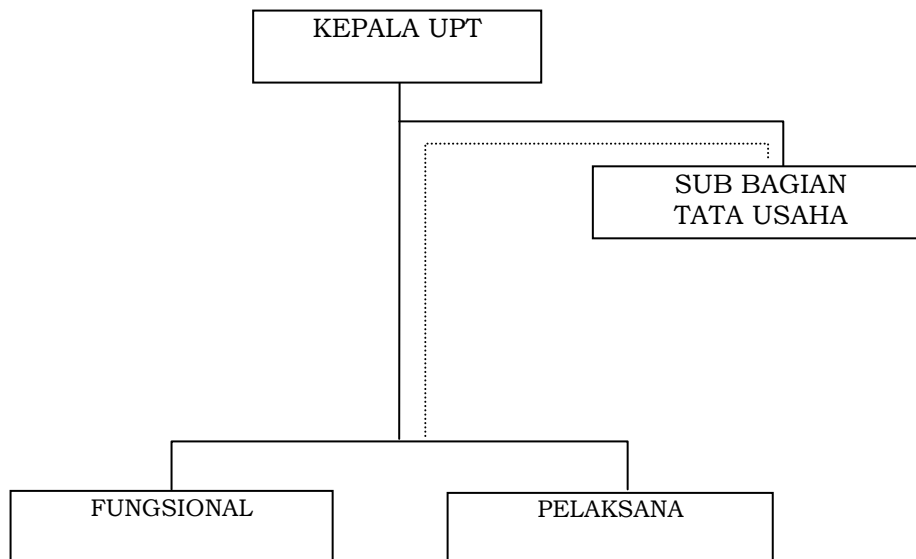 KEPALA UPT
SUB BAGIAN
TATA USAHA
FUNGSIONAL
PELAKSANA